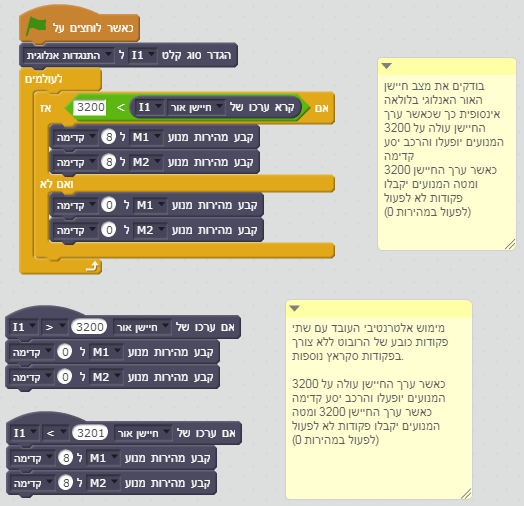 כאשר לוחצים על
הגדר סוג קלט I1 ל התנגדות אנלוגית
לעולמים
אם קרא ערכו של חיישן אור I1 > 3200 אז
קבע מהירות מנוע M1 ל 8 קדימה
קבע מהירות מנוע M2 ל 8 קדימה
ואם לא
קבע מהירות מנוע M1 ל 0 קדימה
קבע מהירות מנוע M2 ל 0 קדימה
בודקים את מצב חיישן
האור האנלוגי בלולאה
אינסופית כך שכאשר ערך
החיישן עולה על 3200
המנועים יופעלו והרכב יסע
קדימה
כאשר ערך החיישן 3200
ומטה המנועים יקבלו
פקודות לא לפעול
(לפעול במהירות 0)
אם ערכו של חיישן אור 3200 > I1
קבע מהירות מנוע M1 ל 0 קדימה
קבע מהירות מנוע M2 ל 0 קדימה
אם ערכו של חיישן אור 3201 < I1
קבע מהירות מנוע M1 ל 8 קדימה
קבע מהירות מנוע M2 ל 8 קדימה
מימוש אלטרנטיבי העובד עם שתי
פקודות כובע של הרובוט ללא צורך
בפקודות סקראץ נוספות.
כאשר ערך החיישן עולה על 3200
המנועים יופעלו והרכב יסע קדימה
כאשר ערך החיישן 3200 ומטה
המנועים יקבלו פקודות לא לפעול
(לפעול במהירות 0)